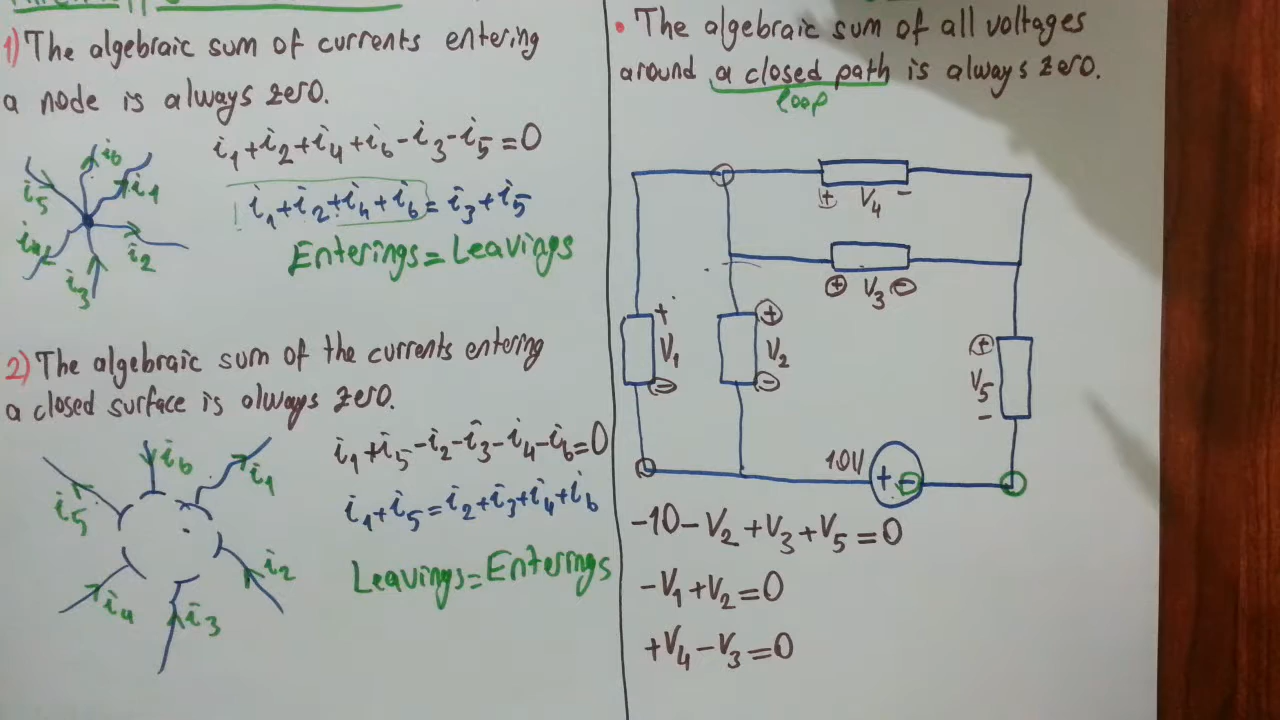 1) The algebraic sum of currents entering
a node is always zero.
i₁+i₂+i₄+i₆-i₃-i₅=0
i₁+i₂+i₄+i₆=i₃+i₅
Enterings=Leavings
i₆
i₁
i₅
i₄
i₂
i₃
2) The algebraic sum of the currents entering
a closed surface is always zero.
i₁+i₅-i₂-i₃-i₄-i₆=0
i₁+i₅=i₂+i₃+i₄+i₆
Leavings=Enterings
i₆
i₁
i₅
i₂
i₄
i₃
• The algebraic sum of all voltages
around a closed path is always zero.
loop
+ V₄ -
+ V₃ -
+
V₁
-
+
V₂
-
+
V₅
-
10V
+ -
-10-V₂+V₃+V₅=0
-V₁+V₂=0
+V₄-V₃=0